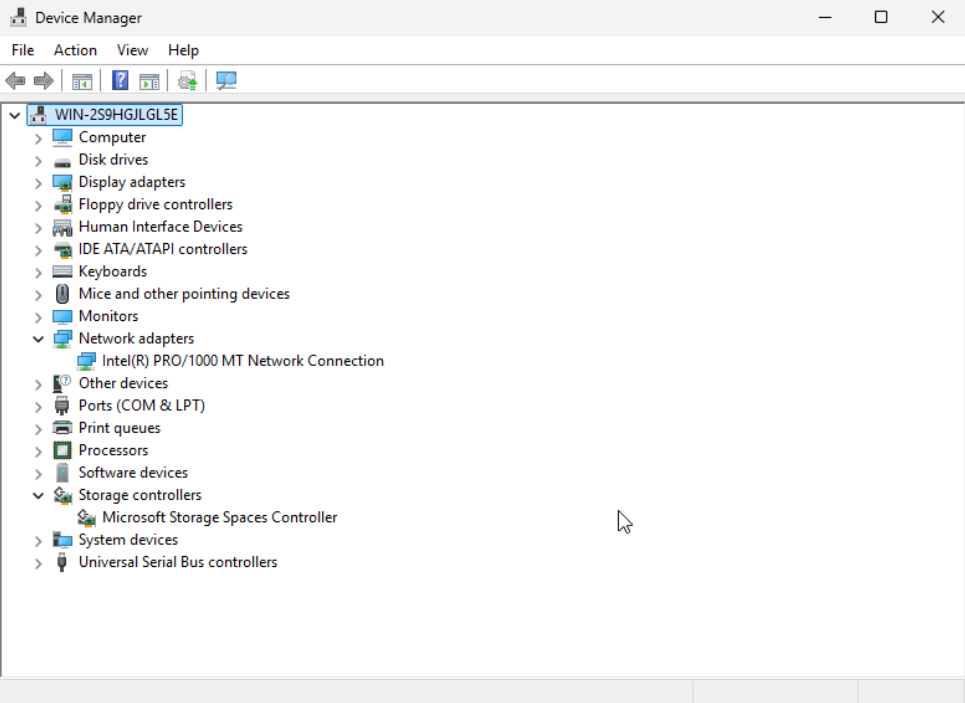 Device Manager
File Action View Help
WIN-2S9HGJLGL5E
Computer
Disk drives
Display adapters
Floppy drive controllers
Human Interface Devices
IDE ATA/ATAPI controllers
Keyboards
Mice and other pointing devices
Monitors
Network adapters
Intel(R) PRO/1000 MT Network Connection
Other devices
Ports (COM & LPT)
Print queues
Processors
Software devices
Storage controllers
Microsoft Storage Spaces Controller
System devices
Universal Serial Bus controllers